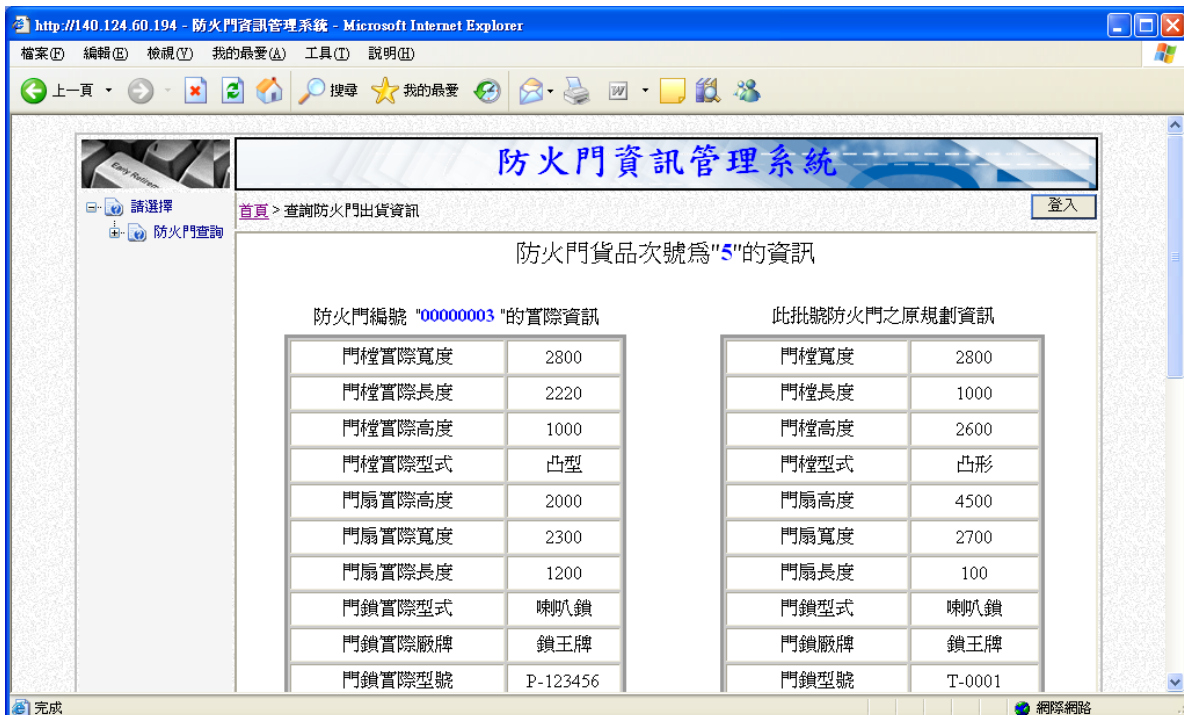 http://140.124.60.194 - 防火門資訊管理系統 - Microsoft Internet Explorer
檔案(F) 編輯(E) 檢視(V) 我的最愛(A) 工具(T) 說明(H)
上一頁 搜尋 我的最愛
Early Retirem
防火門資訊管理系統
請選擇
防火門查詢
首頁 > 查詢防火門出貨資訊 登入
防火門貨品次號為"5"的資訊
防火門編號 "00000003 "的實際資訊
門樘實際寬度 2800
門樘實際長度 2220
門樘實際高度 1000
門樘實際型式 凸型
門扇實際高度 2000
門扇實際寬度 2300
門扇實際長度 1200
門鎖實際型式 喇叭鎖
門鎖實際廠牌 鎖王牌
門鎖實際型號 P-123456
此批號防火門之原規劃資訊
門樘寬度 2800
門樘長度 1000
門樘高度 2600
門樘型式 凸形
門扇高度 4500
門扇寬度 2700
門扇長度 100
門鎖型式 喇叭鎖
門鎖廠牌 鎖王牌
門鎖型號 T-0001
完成 網際網路